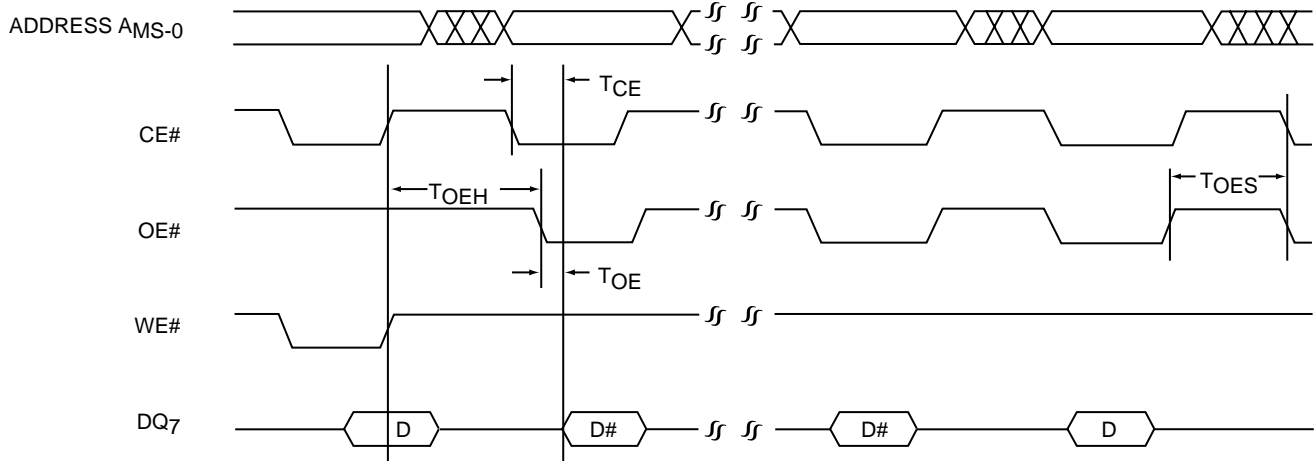 ADDRESS AMS-0
TCE
CE#
TOEH
TOES
OE#
TOE
WE#
DQ7
D
D#
D#
D